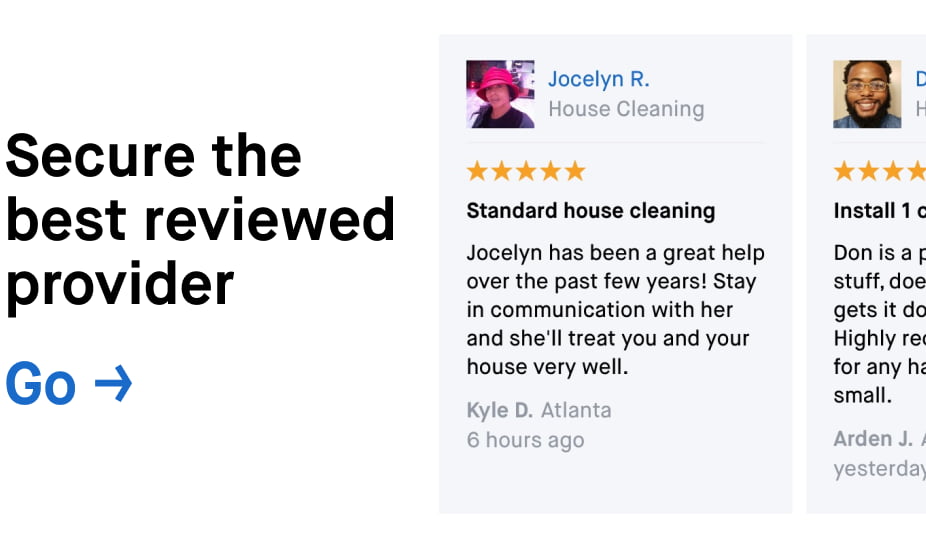 Secure the
best reviewed
provider
Go →
Jocelyn R.
House Cleaning
Standard house cleaning
Jocelyn has been a great help
over the past few years! Stay
in communication with her
and she'll treat you and your
house very well.
Kyle D. Atlanta
6 hours ago
Install 1
Don is a
stuff,
gets it
Highly
for any
small.
Arden J.
yesterday